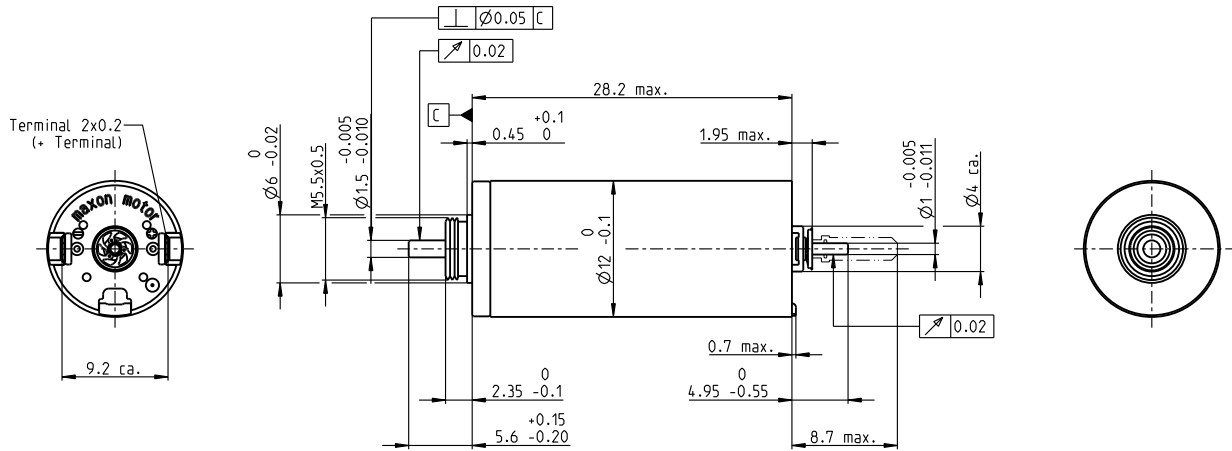 ⊥ Ø0.05 C
↗ 0.02
28.2 max.
C
+0.1
0.45 0
1.95 max.
Terminal 2x0.2
(+ Terminal)
0
Ø6 -0.02
M5.5x0.5
-0.005
Ø1.5 -0.010
maxon motor
0
Ø12 -0.1
-0.005
Ø1 -0.011
Ø4 ca.
↗ 0.02
9.2 ca.
0.7 max.
0
2.35 -0.1
0
4.95 -0.55
+0.15
5.6 -0.20
8.7 max.